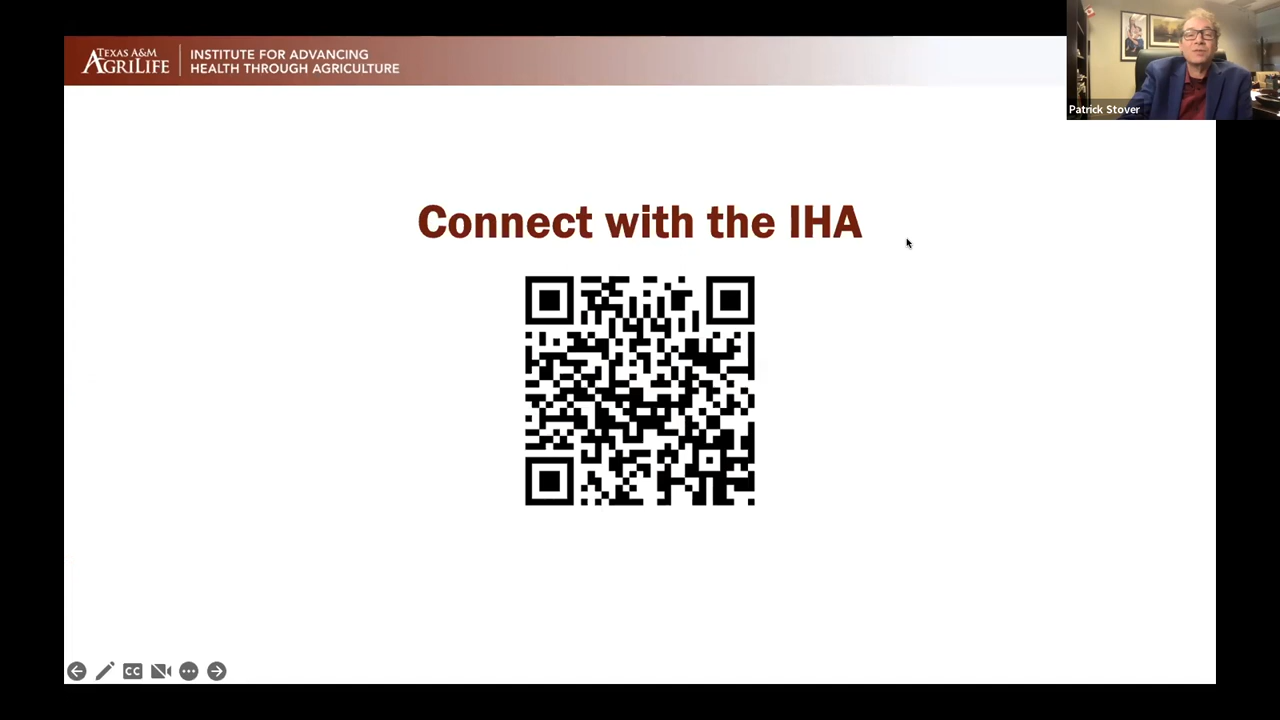 TEXAS A&M
AGRILIFE
INSTITUTE FOR ADVANCING
HEALTH THROUGH AGRICULTURE
Patrick Stover
Connect with the IHA
CC